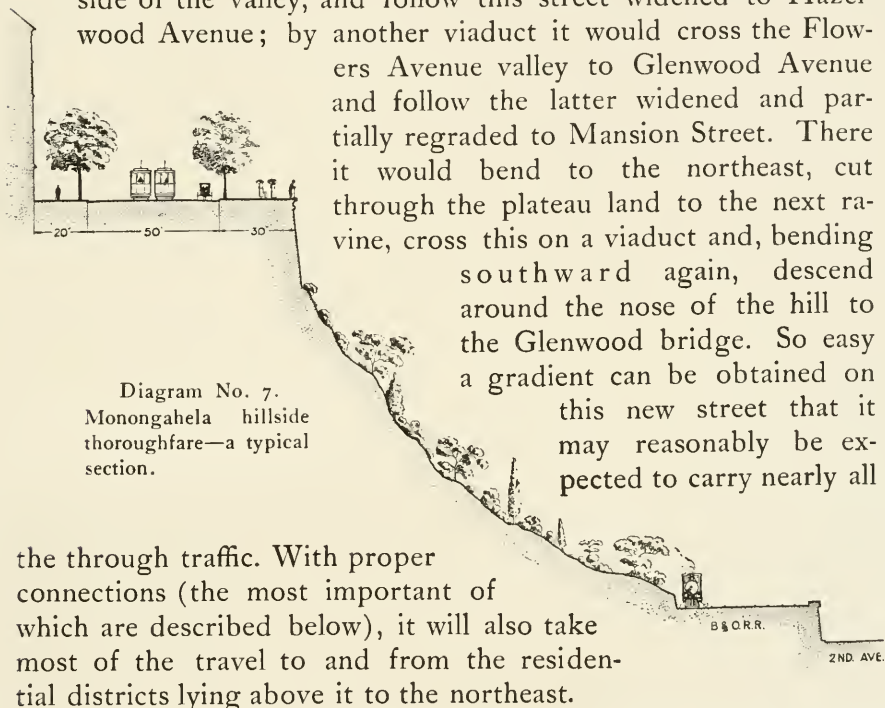 side of the valley, and follow this street widened to Hazel-
wood Avenue; by another viaduct it would cross the Flow-
ers Avenue valley to Glenwood Avenue
and follow the latter widened and par-
tially regraded to Mansion Street. There
it would bend to the northeast, cut
through the plateau land to the next ra-
vine, cross this on a viaduct and, bending
southward again, descend
around the nose of the hill to
the Glenwood bridge. So easy
a gradient can be obtained on
this new street that it
may reasonably be ex-
pected to carry nearly all
20' 50' 30'
Diagram No. 7.
Monongahela hillside
thoroughfare—a typical
section.
the through traffic. With proper
connections (the most important of
which are described below), it will also take
most of the travel to and from the residen-
tial districts lying above it to the northeast.
B & O. R.R.
2ND. AVE.